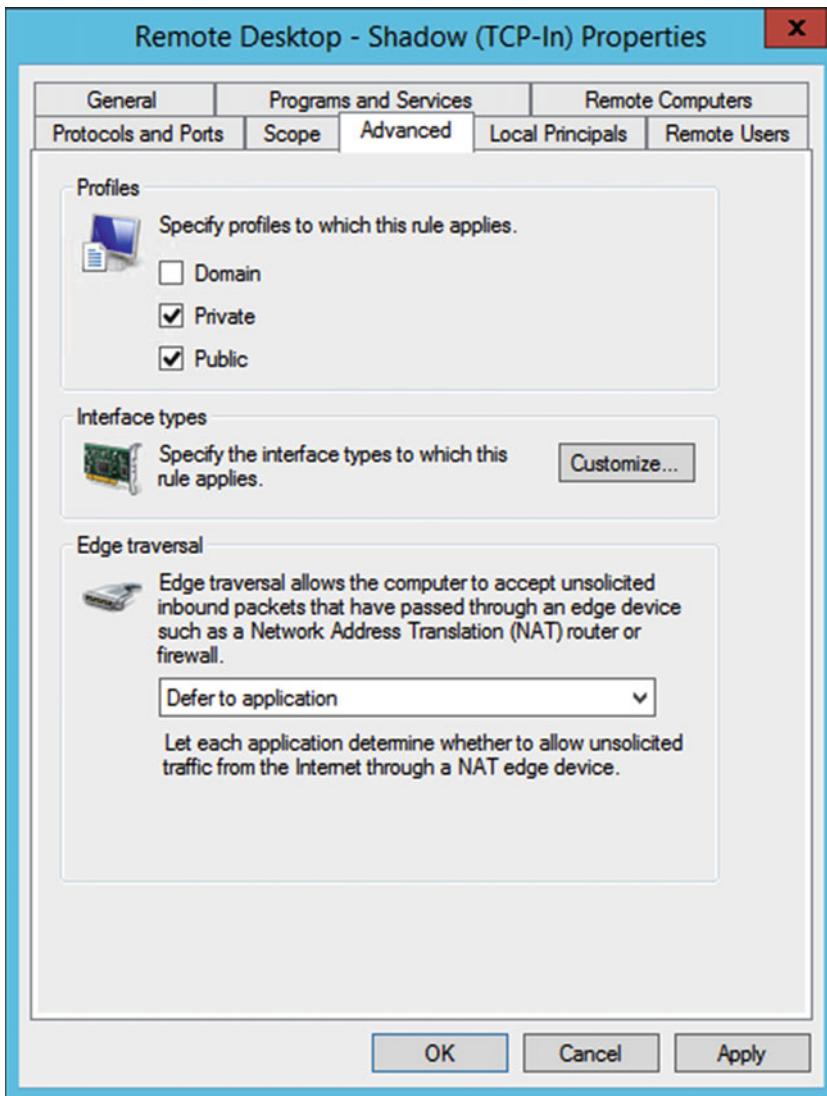 Remote Desktop - Shadow (TCP-In) Properties
x
General Programs and Services Remote Computers
Protocols and Ports Scope Advanced Local Principals Remote Users
Profiles
Specify profiles to which this rule applies.
Domain
Private
Public
Interface types
Specify the interface types to which this
rule applies.
Customize...
Edge traversal
Edge traversal allows the computer to accept unsolicited
inbound packets that have passed through an edge device
such as a Network Address Translation (NAT) router or
firewall.
Defer to application
Let each application determine whether to allow unsolicited
traffic from the Internet through a NAT edge device.
OK Cancel Apply